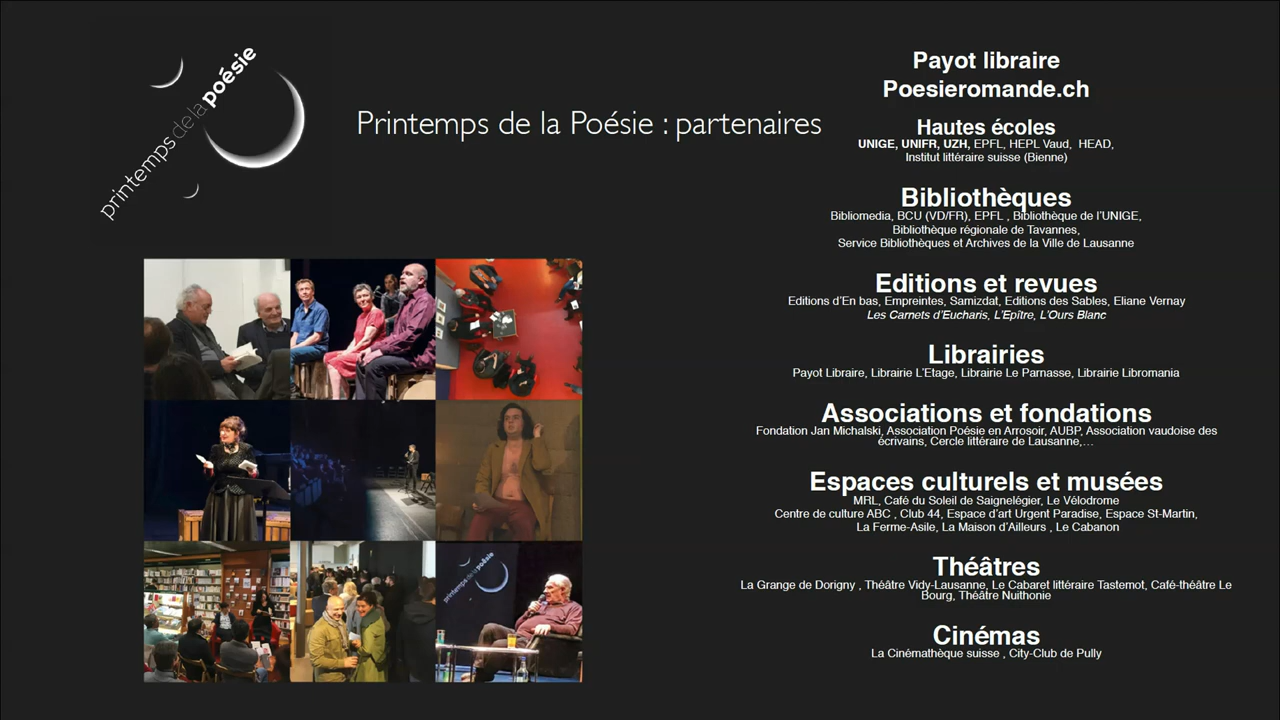 printemps de la poésie
Printemps de la Poésie : partenaires
Payot libraire
Poesieromande.ch
Hautes écoles
UNIGE, UNIFR, UZH, EPFL, HEPL Vaud,  HEAD,
Institut littéraire suisse (Bienne)
Bibliothèques
Bibliomedia, BCU (VD/FR), EPFL , Bibliothèque de l’UNIGE,
Bibliothèque régionale de Tavannes,
Service Bibliothèques et Archives de la Ville de Lausanne
Editions et revues
Editions d’En bas, Empreintes, Samizdat, Editions des Sables, Eliane Vernay
Les Carnets d’Eucharis, L’Epître, L’Ours Blanc
Librairies
Payot Libraire, Librairie L’Etage, Librairie Le Parnasse, Librairie Libromania
Associations et fondations
Fondation Jan Michalski, Association Poésie en Arrosoir, AUBP, Association vaudoise des
écrivains, Cercle littéraire de Lausanne,…
Espaces culturels et musées
MRL, Café du Soleil de Saignelégier, Le Vélodrome
Centre de culture ABC , Club 44, Espace d’art Urgent Paradise, Espace St-Martin,
La Ferme-Asile, La Maison d’Ailleurs , Le Cabanon
Théâtres
La Grange de Dorigny , Théâtre Vidy-Lausanne, Le Cabaret littéraire Tastemot, Café-théâtre Le
Bourg, Théâtre Nuithonie
Cinémas
La Cinémathèque suisse , City-Club de Pully
printemps de la poésie